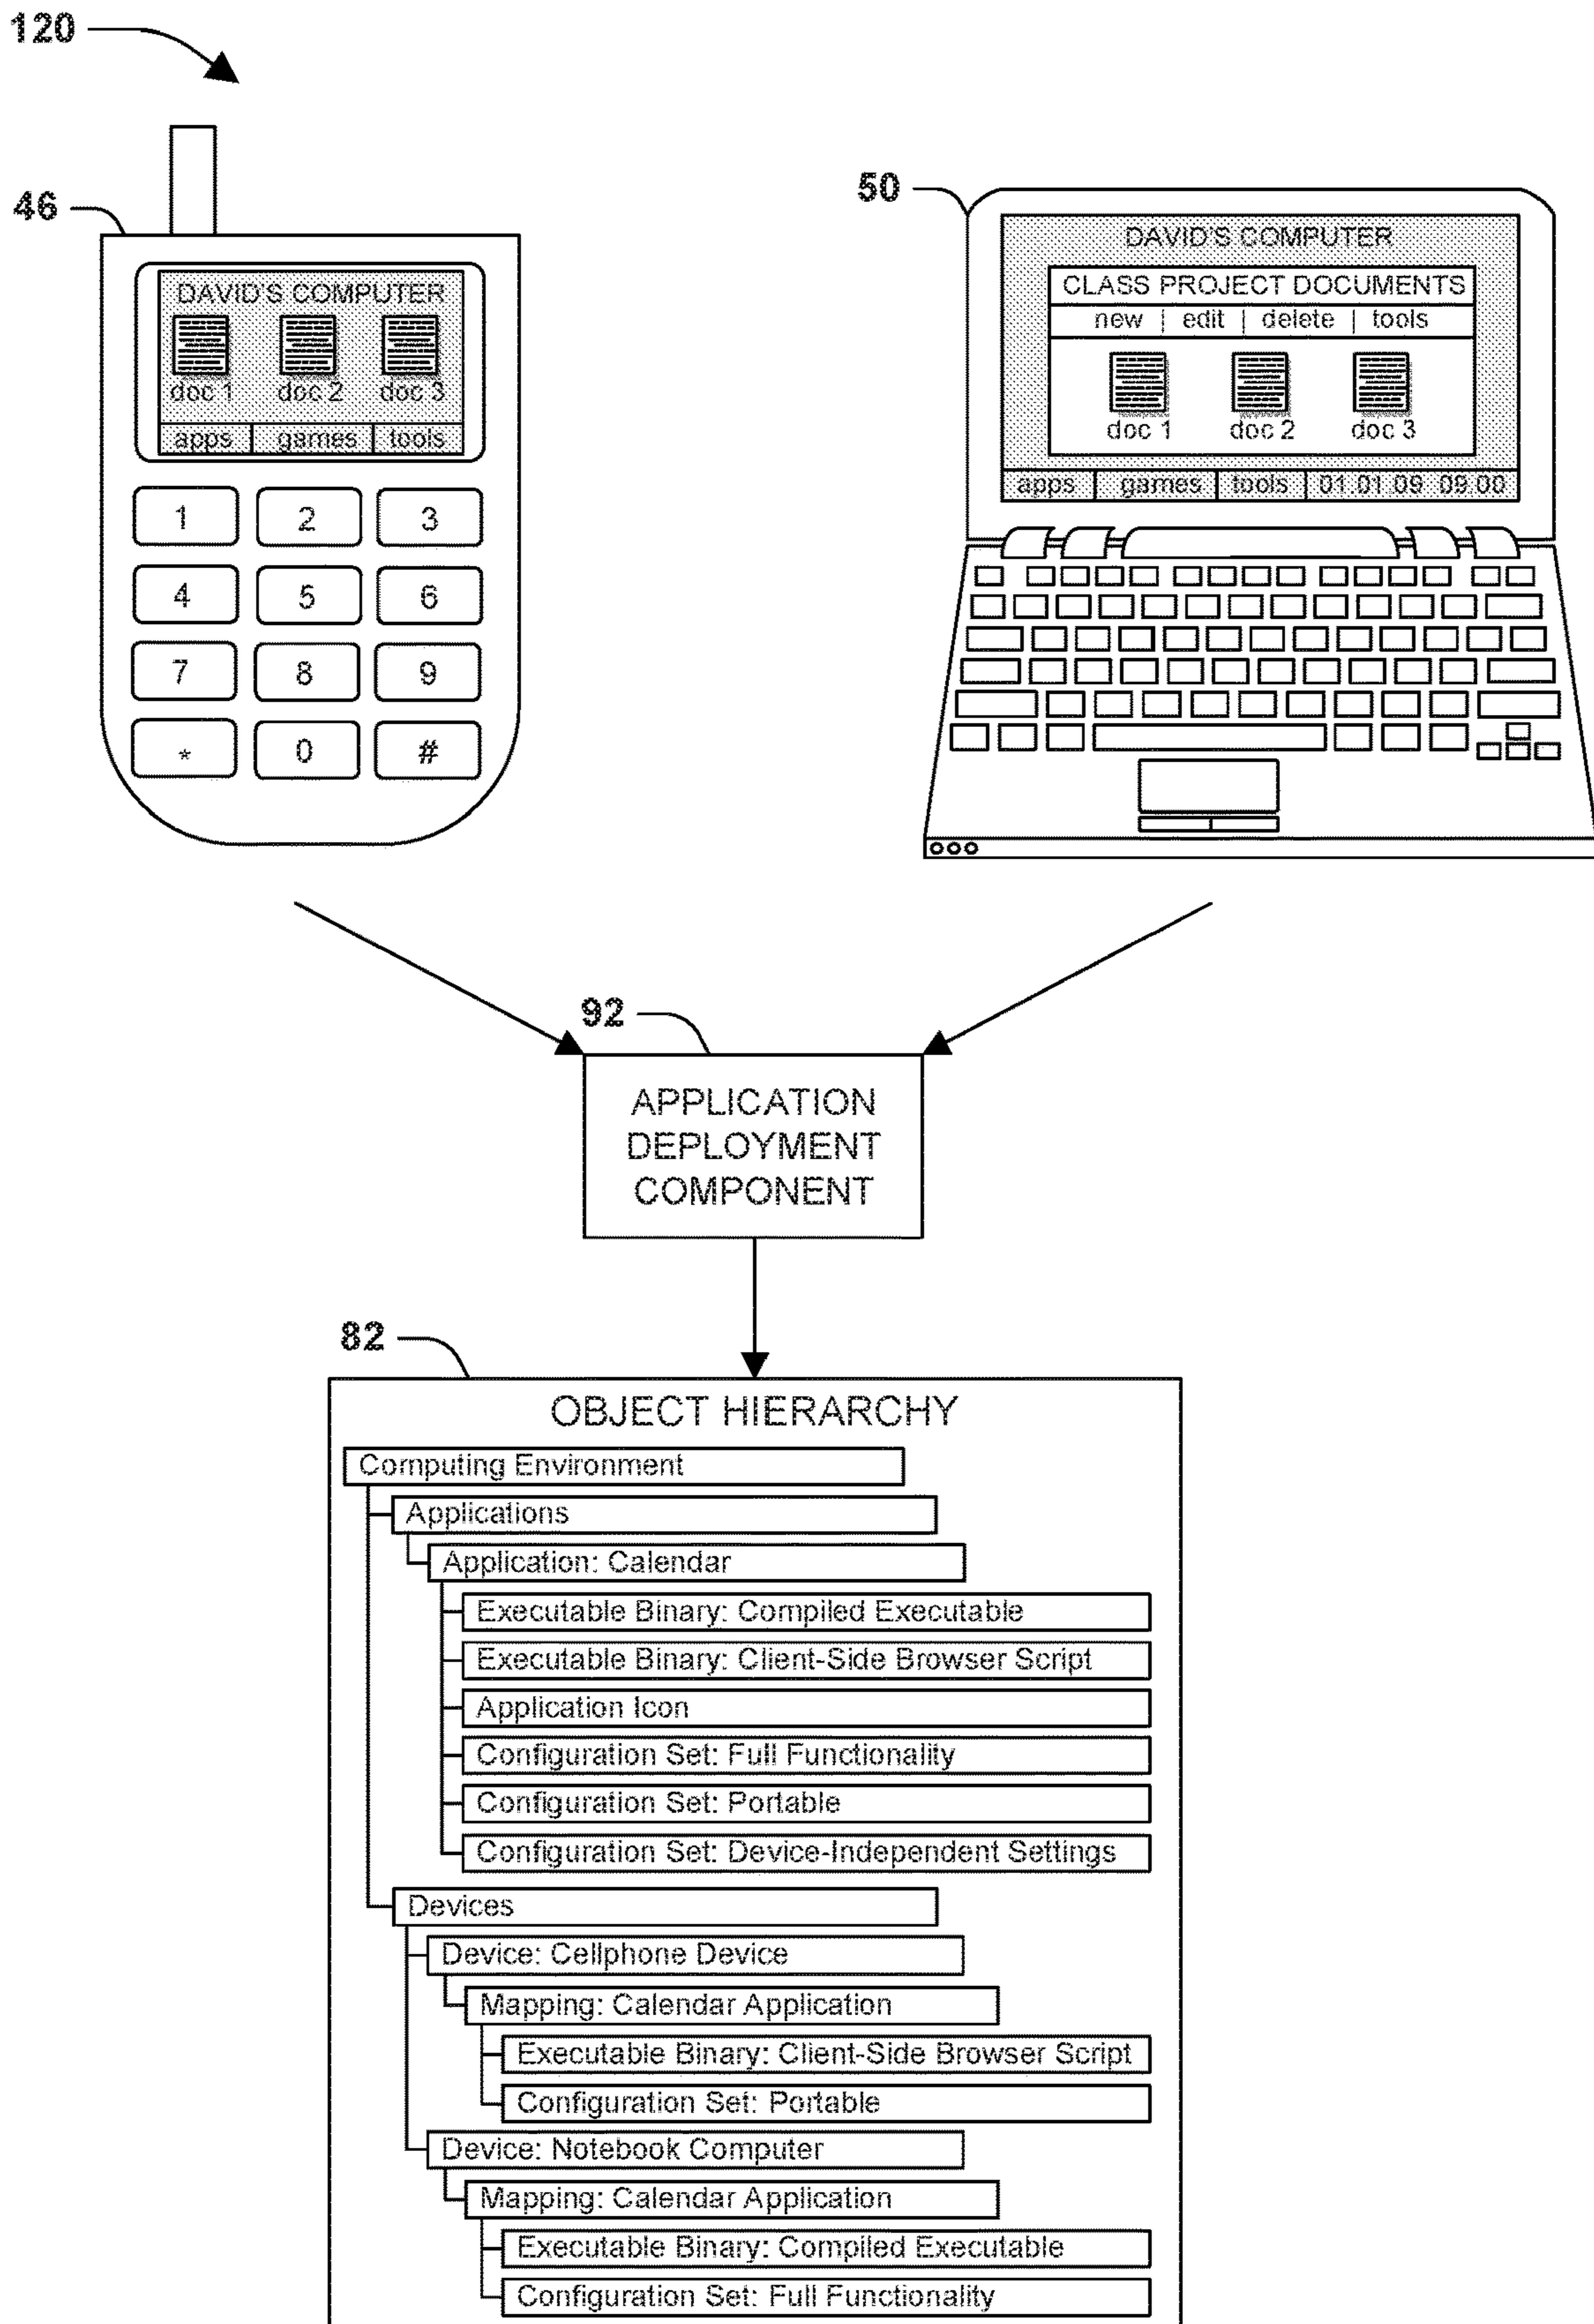 120
46
DAVID'S COMPUTER
doc 1 doc 2 doc 3
apps games tools
1 2 3
4 5 6
7 8 9
* 0 #
50
DAVID'S COMPUTER
CLASS PROJECT DOCUMENTS
new | edit | delete | tools
doc 1 doc 2 doc 3
apps games tools 01.01.09 09:00
92
APPLICATION
DEPLOYMENT
COMPONENT
82
OBJECT HIERARCHY
Computing Environment
Applications
Application: Calendar
Executable Binary: Compiled Executable
Executable Binary: Client-Side Browser Script
Application Icon
Configuration Set: Full Functionality
Configuration Set: Portable
Configuration Set: Device-Independent Settings
Devices
Device: Cellphone Device
Mapping: Calendar Application
Executable Binary: Client-Side Browser Script
Configuration Set: Portable
Device: Notebook Computer
Mapping: Calendar Application
Executable Binary: Compiled Executable
Configuration Set: Full Functionality